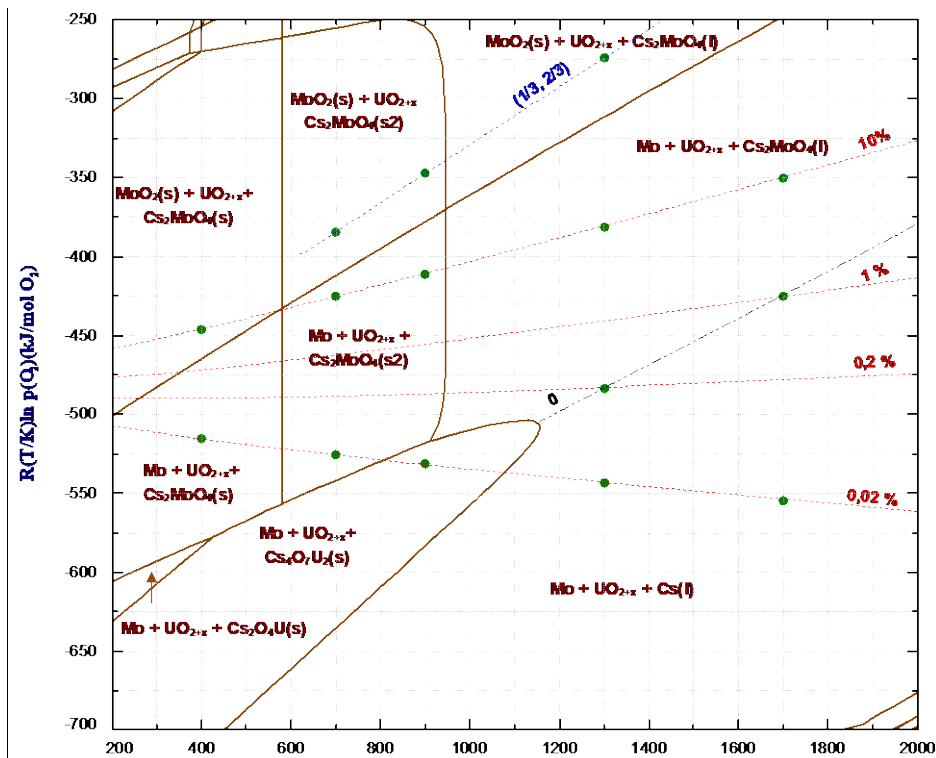 -250
-300
-350
-400
-450
-500
-550
-600
-650
-700
R(T/K)ln p(O₂)(kJ/mol O₂)
MoO₂(s) + UO₂₊ₓ + Cs₂MoO₄(l)
(1/3, 2/3)
MoO₂(s) + UO₂₊ₓ
Cs₂MoO₄(s2)
Mo + UO₂₊ₓ + Cs₂MoO₄(l)
10%
MoO₂(s) + UO₂₊ₓ+
Cs₂MoO₄(s)
1 %
Mo + UO₂₊ₓ +
Cs₂MoO₄(s2)
0,2 %
0
Mo + UO₂₊ₓ+
Cs₂MoO₄(s)
0,02 %
Mo + UO₂₊ₓ+
Cs₄O₇U₂(s)
Mo + UO₂₊ₓ + Cs(l)
Mo + UO₂₊ₓ + Cs₂O₄U(s)
200 400 600 800 1000 1200 1400 1600 1800 2000